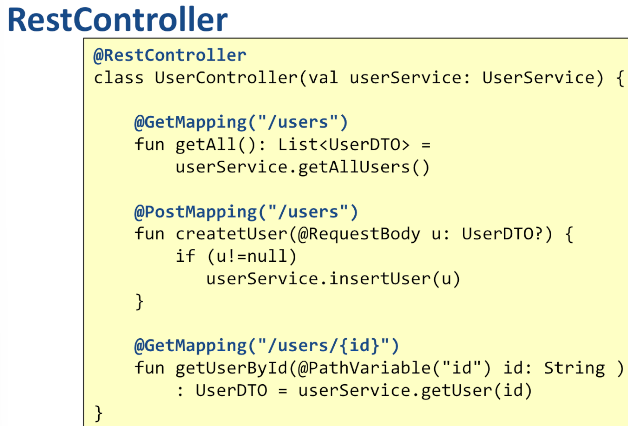 RestController
@RestController
class UserController(val userService: UserService) {
@GetMapping("/users")
fun getAll(): List<UserDTO> =
userService.getAllUsers()
@PostMapping("/users")
fun createtUser(@RequestBody u: UserDTO?) {
if (u!=null)
userService.insertUser(u)
}
@GetMapping("/users/{id}")
fun getUserById(@PathVariable("id") id: String )
: UserDTO = userService.getUser(id)
}